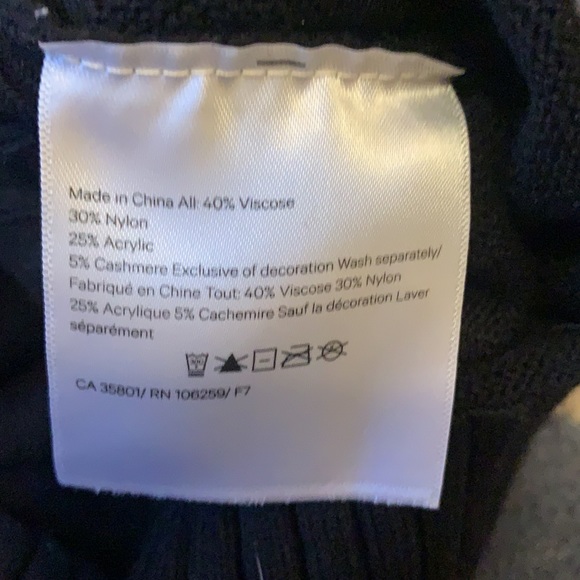 Made in China All: 40% Viscose
30% Nylon
25% Acrylic
5% Cashmere Exclusive of decoration Wash separately/
Fabriqué en Chine Tout: 40% Viscose 30% Nylon
25% Acrylique 5% Cachemire Sauf la décoration Laver
séparément
CA 35801/ RN 106259/ F7